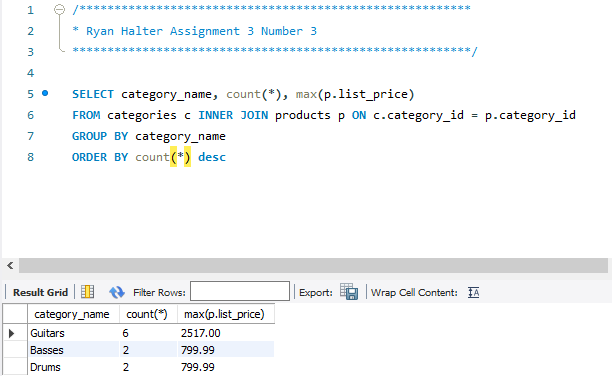 1 /********************************************************
2 * Ryan Halter Assignment 3 Number 3
3 *********************************************************/
4
5 SELECT category_name, count(*), max(p.list_price)
6 FROM categories c INNER JOIN products p ON c.category_id = p.category_id
7 GROUP BY category_name
8 ORDER BY count(*) desc
Result Grid Filter Rows: Export: Wrap Cell Content: IA
category_name count(*) max(p.list_price)
Guitars 6 2517.00
Basses 2 799.99
Drums 2 799.99